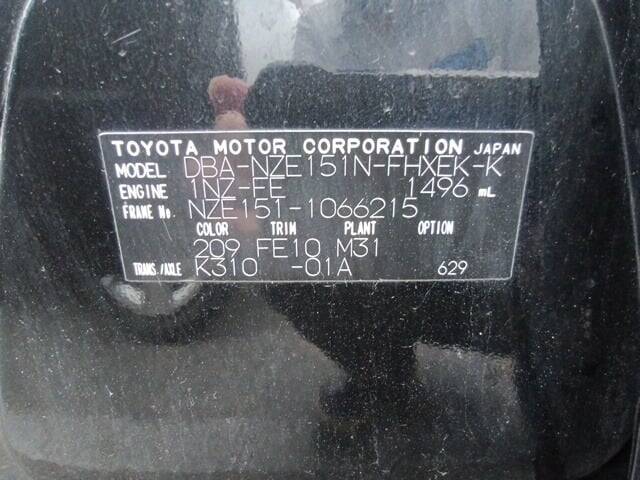 TOYOTA MOTOR CORPORATION JAPAN
MODEL DBA-NZE151N-FHXEK-K
ENGINE 1NZ-FE 1496 mL
FRAME No. NZE151-1066215
COLOR TRIM PLANT OPTION
209 FE10 M31
TRANS./AXLE K310 -01A 629